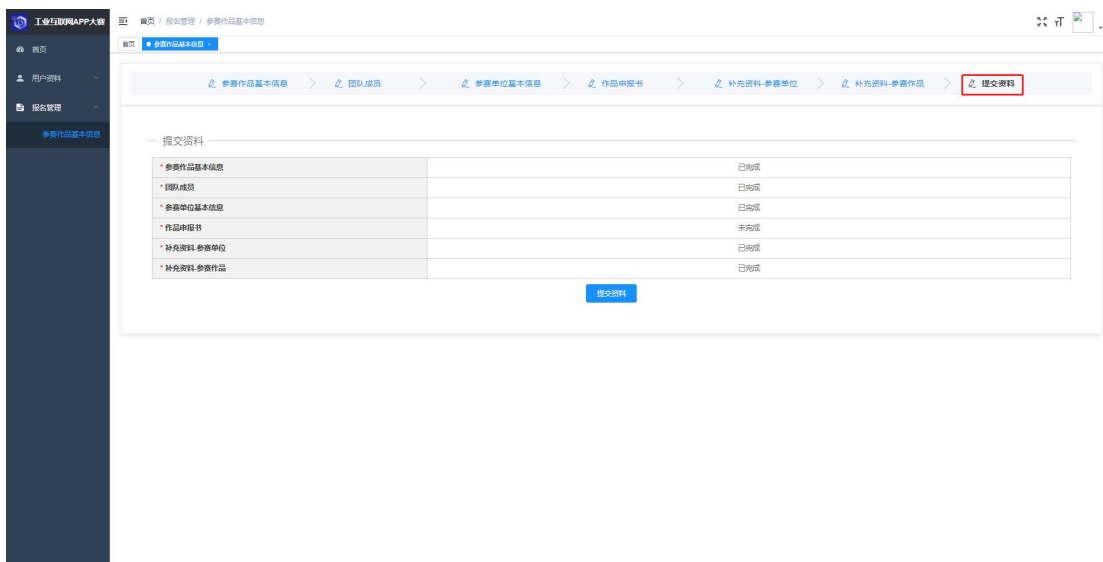 工业互联网APP大赛
首页 / 报名管理 / 参赛作品基本信息
首页
用户资料
报名管理
参赛作品基本信息
首页
参赛作品基本信息 ×
参赛作品基本信息
团队成员
参赛单位基本信息
作品申报书
补充资料-参赛单位
补充资料-参赛作品
提交资料
提交资料
* 参赛作品基本信息 已完成
* 团队成员 已完成
* 参赛单位基本信息 已完成
* 作品申报书 未完成
* 补充资料-参赛单位 已完成
* 补充资料-参赛作品 已完成
提交资料